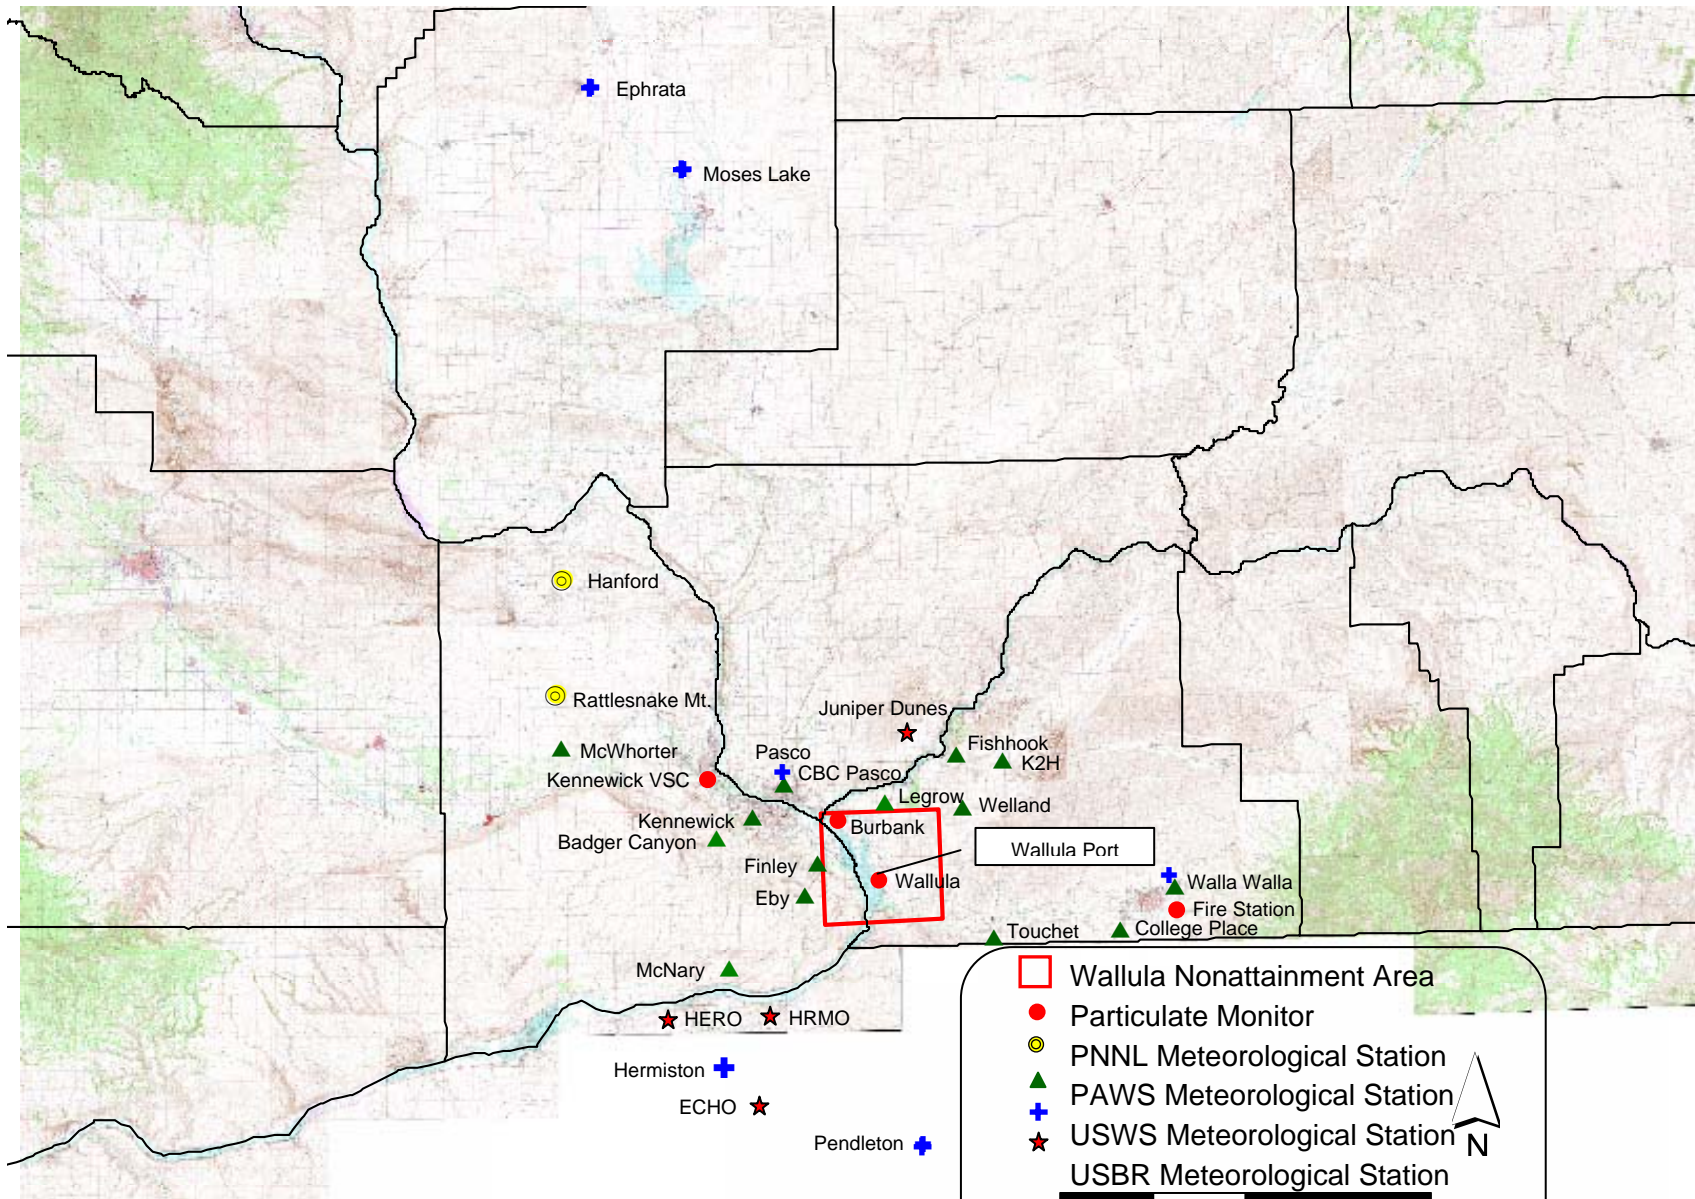 Ephrata
Moses Lake
Hanford
Rattlesnake Mt.
Juniper Dunes
McWhorter
Pasco
Fishhook
K2H
Kennewick VSC
CBC Pasco
Legrow
Welland
Kennewick
Burbank
Badger Canyon
Wallula Port
Finley
Wallula
Walla Walla
Eby
Fire Station
Touchet
College Place
McNary
HERO
HRMO
Hermiston
ECHO
Pendleton
Wallula Nonattainment Area
Particulate Monitor
PNNL Meteorological Station
PAWS Meteorological Station
USWS Meteorological Station
N
USBR Meteorological Station